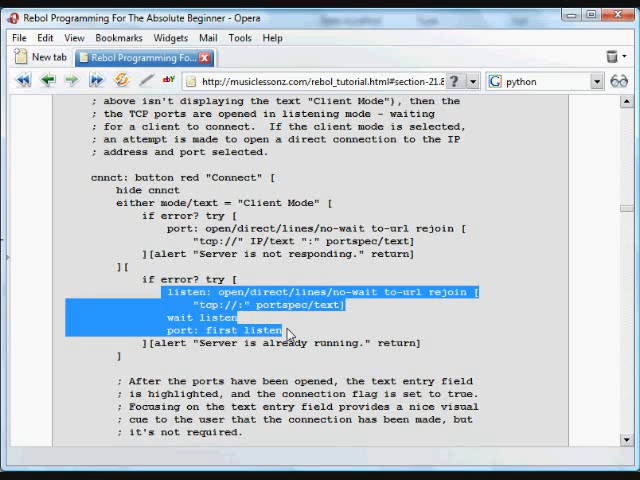 Rebol Programming For The Absolute Beginner - Opera
File Edit View Bookmarks Widgets Mail Tools Help
New tab Rebol Programming Fo...
http://musiclessonz.com/rebol_tutorial.html#section-21.8 ? python
; above isn't displaying the text "Client Mode"), then the
; the TCP ports are opened in listening mode - waiting
; for a client to connect.  If the client mode is selected,
; an attempt is made to open a direct connection to the IP
; address and port selected.
cnnct: button red "Connect" [
hide cnnct
either mode/text = "Client Mode" [
if error? try [
port: open/direct/lines/no-wait to-url rejoin [
"tcp://" IP/text ":" portspec/text]
][alert "Server is not responding." return]
][
if error? try [
listen: open/direct/lines/no-wait to-url rejoin [
"tcp://:" portspec/text]
wait listen
port: first listen
][alert "Server is already running." return]
]
; After the ports have been opened, the text entry field
; is highlighted, and the connection flag is set to true.
; Focusing on the text entry field provides a nice visual
; cue to the user that the connection has been made, but
; it's not required.